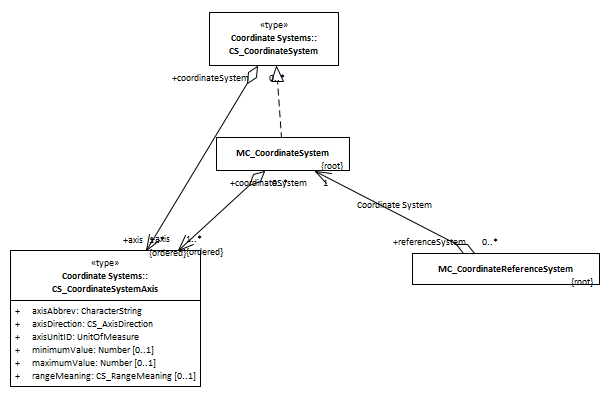 «type»
Coordinate Systems::
CS_CoordinateSystem
+coordinateSystem
0..*
MC_CoordinateSystem
{root}
+coordinateSystem
0..*
1
Coordinate System
+axis
+axis
1..*
{ordered}
{ordered}
+referenceSystem
0..*
MC_CoordinateReferenceSystem
{root}
«type»
Coordinate Systems::
CS_CoordinateSystemAxis
+ axisAbbrev: CharacterString
+ axisDirection: CS_AxisDirection
+ axisUnitID: UnitOfMeasure
+ minimumValue: Number [0..1]
+ maximumValue: Number [0..1]
+ rangeMeaning: CS_RangeMeaning [0..1]